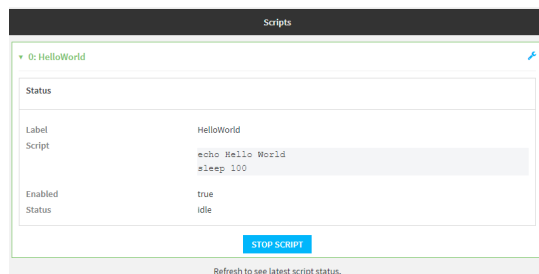 Scripts
0: HelloWorld
Status
Label HelloWorld
Script
echo Hello World
sleep 100
Enabled true
Status idle
STOP SCRIPT
Refresh to see latest script status.